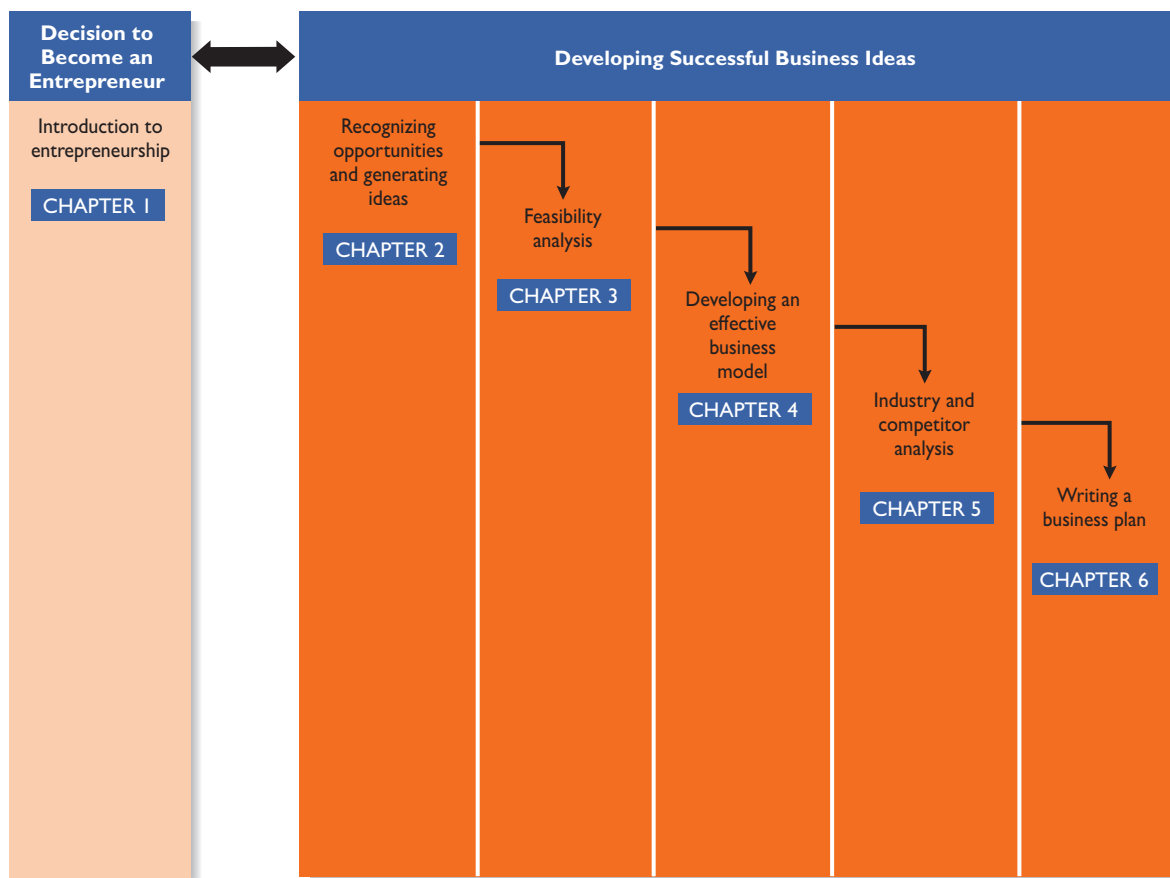 Decision to
Become an
Entrepreneur
Introduction to
entrepreneurship
CHAPTER 1
Developing Successful Business Ideas
Recognizing
opportunities
and generating
ideas
CHAPTER 2
Feasibility
analysis
CHAPTER 3
Developing an
effective
business
model
CHAPTER 4
Industry and
competitor
analysis
CHAPTER 5
Writing a
business plan
CHAPTER 6